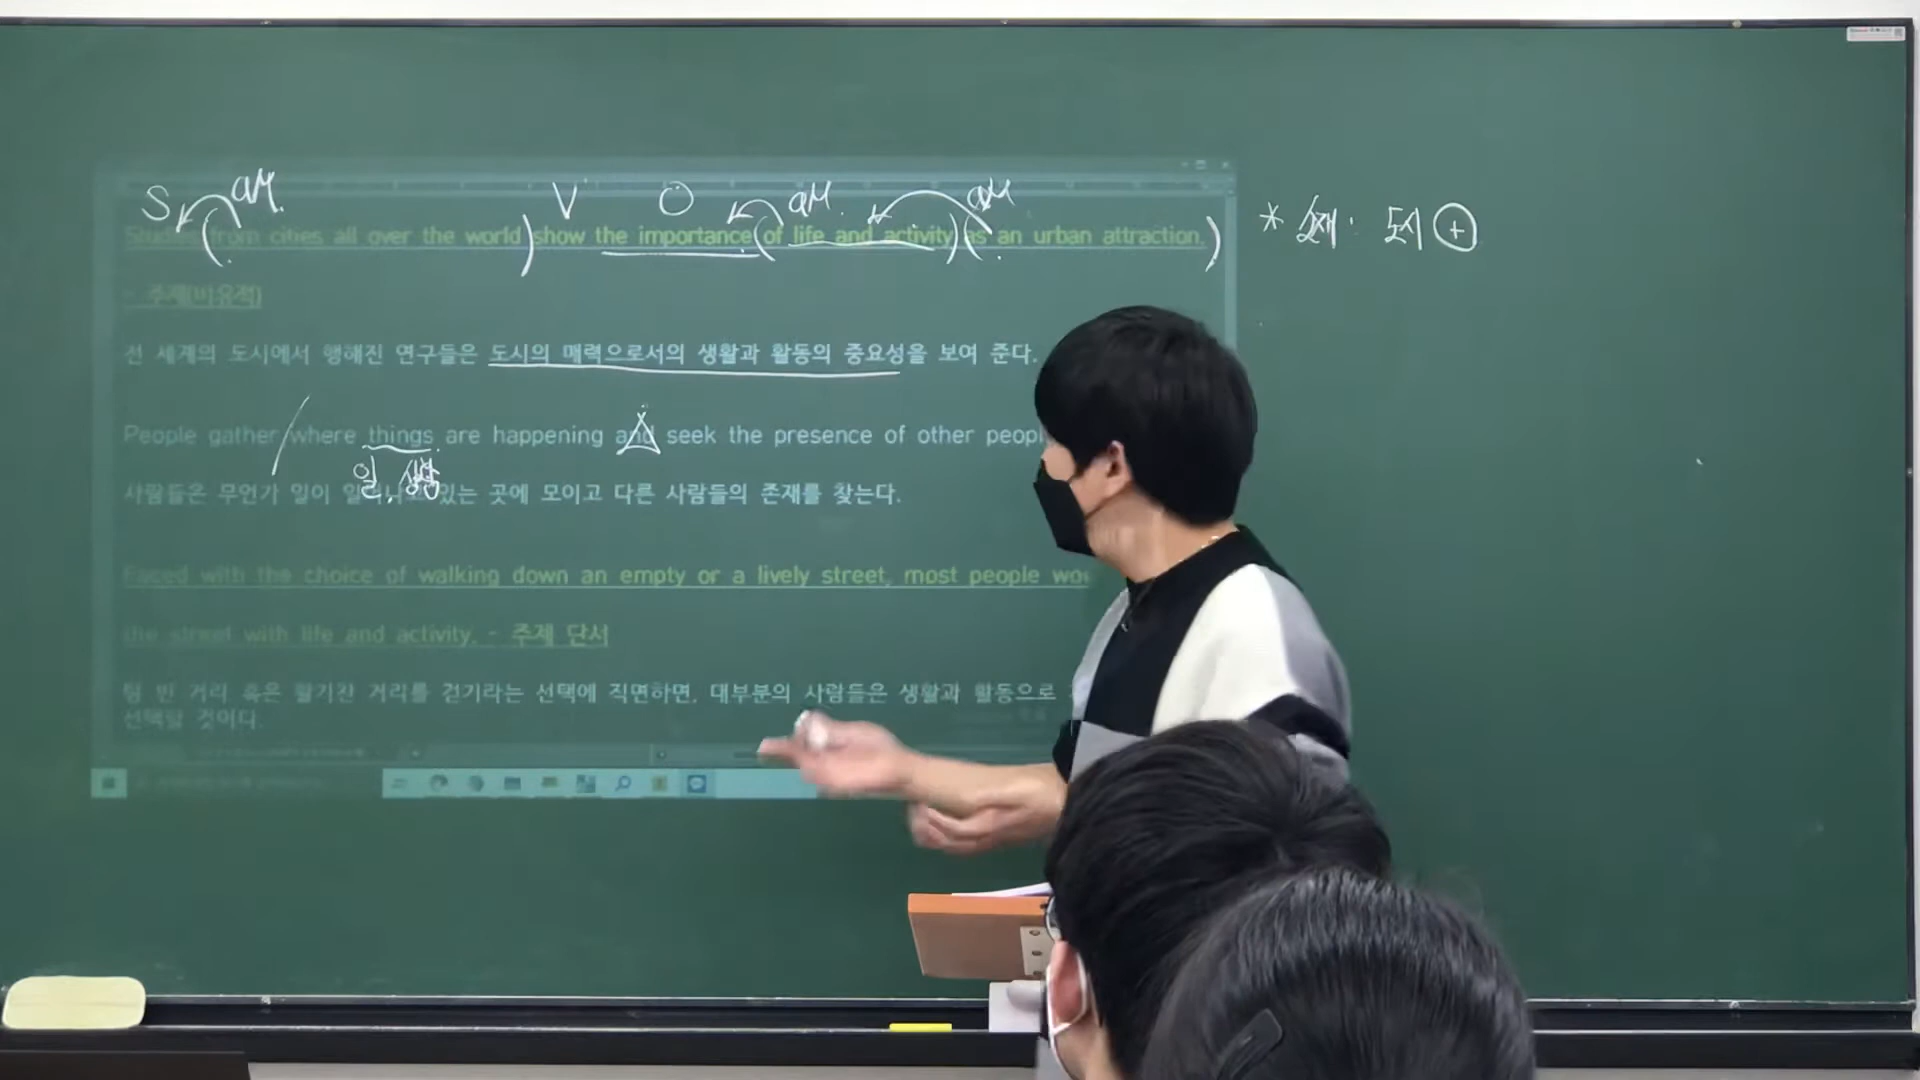 S aM. V O aM. aM
Studies from cities all over the world show the importance of life and activity as an urban attraction.
* 소재: 도시 +
- 주제(비유적)
전 세계의 도시에서 행해진 연구들은 도시의 매력으로서의 생활과 활동의 중요성을 보여 준다.
People gather where things are happening and seek the presence of other
일, 상황
사람들은 무언가 일이 있는 곳에 모이고 다른 사람들의 존재를 찾는다.
Faced with the choice of walking down an empty or a lively street, most people
the street with life and activity. - 주제 단서
텅 빈 거리 혹은 활기찬 거리를 걷기라는 선택에 직면하면, 대부분의 사람들은 생활과 활동으로
선택할 것이다.